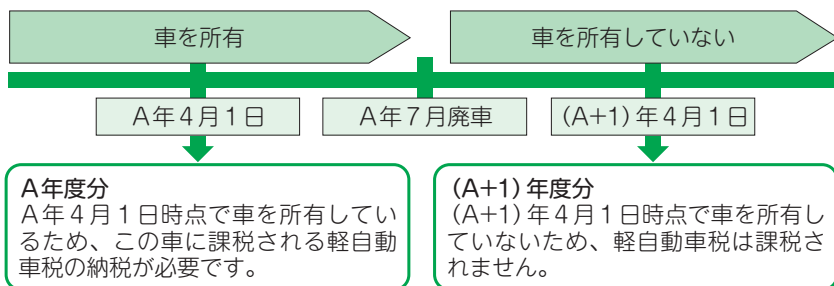 車を所有
車を所有していない
A年4月1日
A年7月廃車
(A+1)年4月1日
A年度分
A年4月1日時点で車を所有してい
るため、この車に課税される軽自動
車税の納税が必要です。
(A+1)年度分
(A+1)年4月1日時点で車を所有し
ていないため、軽自動車税は課税さ
れません。